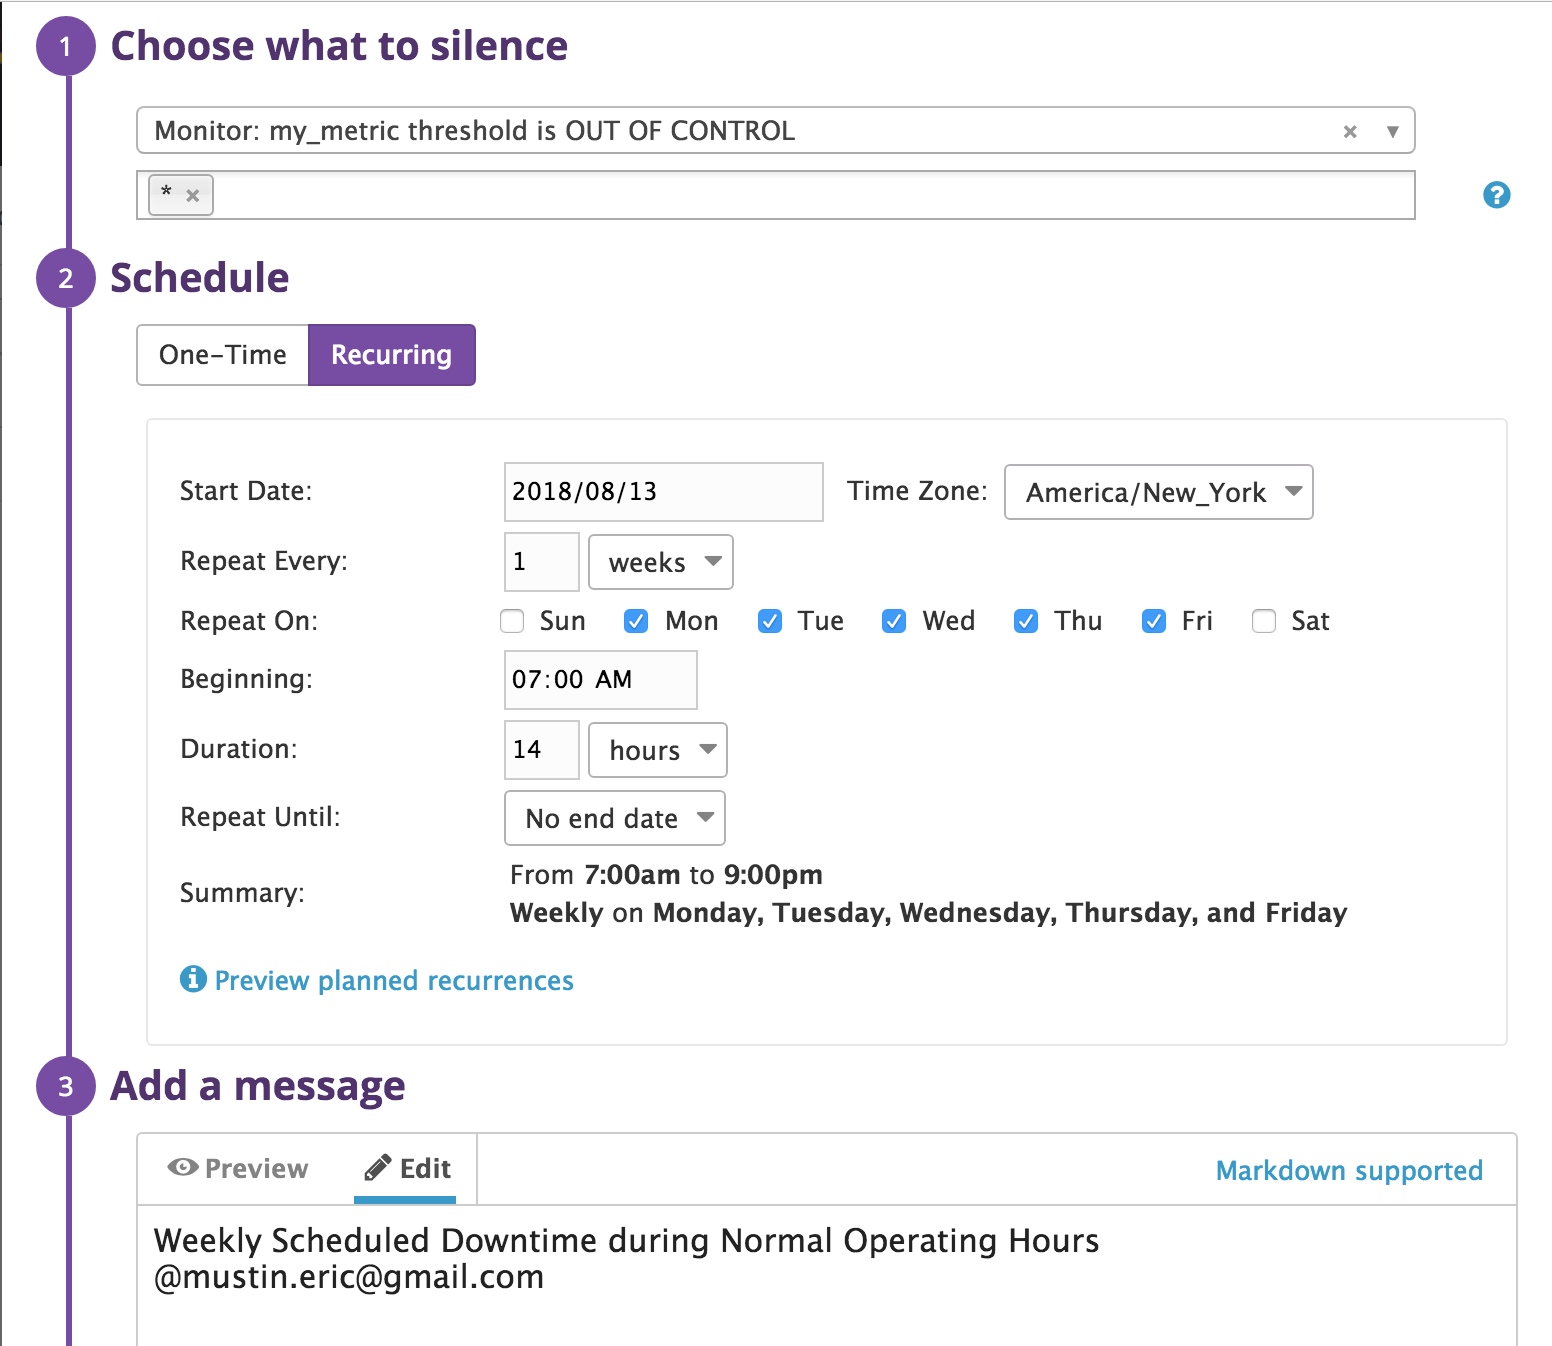 1 Choose what to silence
Monitor: my_metric threshold is OUT OF CONTROL × ▼
* ×
?
2 Schedule
One-Time Recurring
Start Date: 2018/08/13 Time Zone: America/New_York
Repeat Every: 1 weeks
Repeat On: Sun Mon Tue Wed Thu Fri Sat
Beginning: 07:00 AM
Duration: 14 hours
Repeat Until: No end date
Summary: From 7:00am to 9:00pm
Weekly on Monday, Tuesday, Wednesday, Thursday, and Friday
Preview planned recurrences
3 Add a message
Preview Edit Markdown supported
Weekly Scheduled Downtime during Normal Operating Hours
@mustin.eric@gmail.com